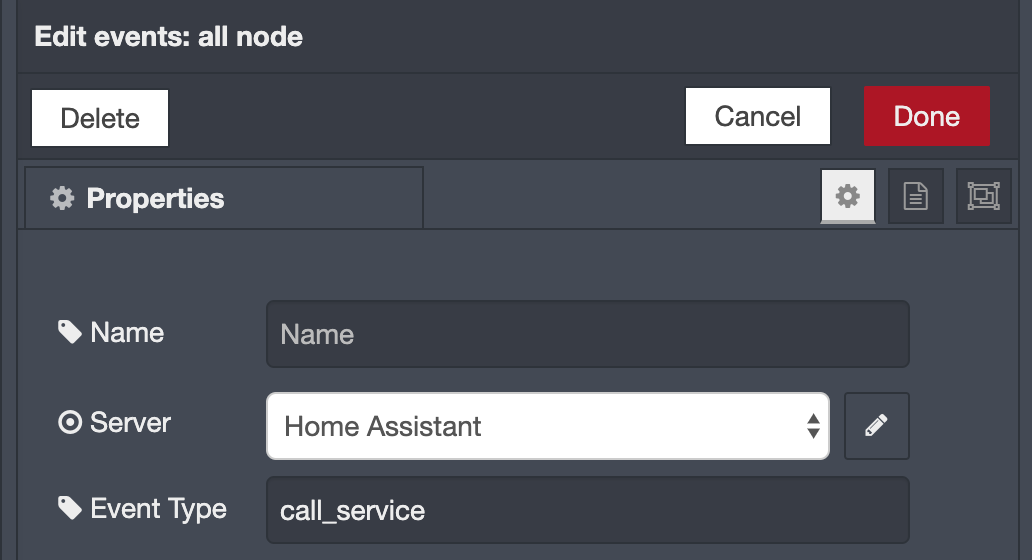 Edit events: all node
Delete Cancel Done
Properties
Name Name
Server Home Assistant
Event Type call_service